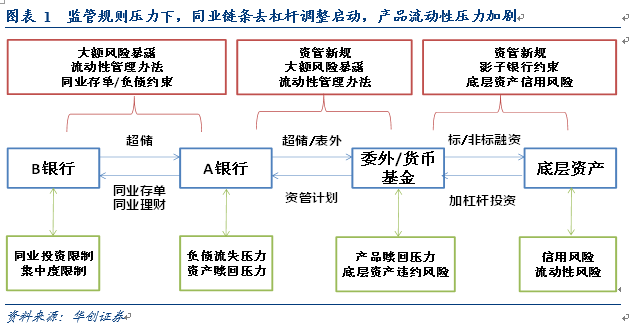 图表 1 监管规则压力下，同业链条去杠杆调整启动，产品流动性压力加剧
大额风险暴露
流动性管理办法
同业存单/负债约束
资管新规
大额风险暴露
流动性管理办法
资管新规
影子银行约束
底层资产信用风险
超储
超储/表外
标/非标融资
B银行
A银行
委外/货币
基金
底层资产
同业存单
同业理财
资管计划
加杠杆投资
同业投资限制
集中度限制
负债流失压力
资产赎回压力
产品赎回压力
底层资产违约风险
信用风险
流动性风险
资料来源：华创证券